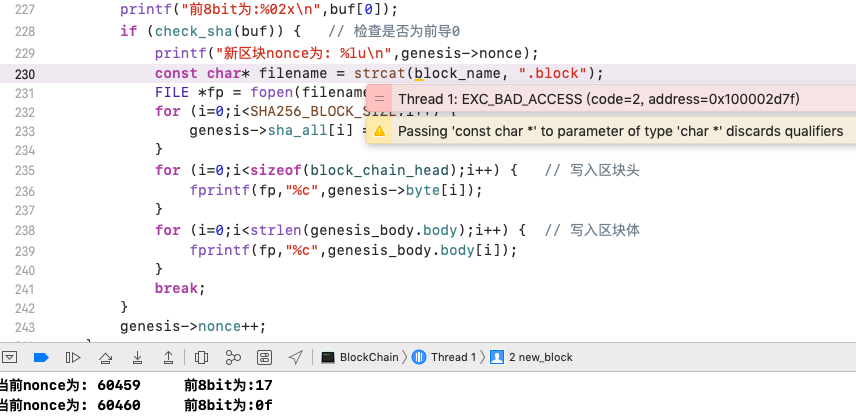 227 printf("前8bit为:%02x\n",buf[0]);
228 if (check_sha(buf)) { // 检查是否为前导0
229 printf("新区块nonce为: %lu\n",genesis->nonce);
230 const char* filename = strcat(block_name, ".block");
231 FILE *fp = fopen(filename
Thread 1: EXC_BAD_ACCESS (code=2, address=0x100002d7f)
232 for (i=0;i<SHA256_BLOCK_SIZE;i++) {
233 genesis->sha_all[i] =
Passing 'const char *' to parameter of type 'char *' discards qualifiers
234 }
235 for (i=0;i<sizeof(block_chain_head);i++) { // 写入区块头
236 fprintf(fp,"%c",genesis->byte[i]);
237 }
238 for (i=0;i<strlen(genesis_body.body);i++) { // 写入区块体
239 fprintf(fp,"%c",genesis_body.body[i]);
240 }
241 break;
242 }
243 genesis->nonce++;
BlockChain Thread 1 2 new_block
当前nonce为: 60459 前8bit为:17
当前nonce为: 60460 前8bit为:0f